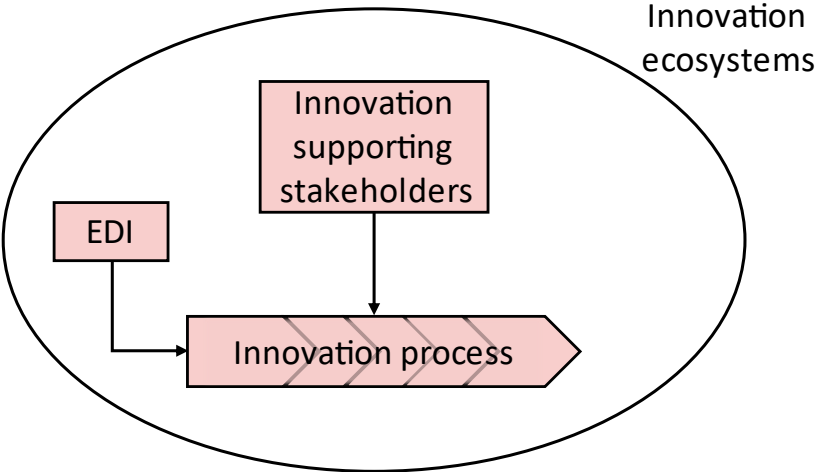 Innovation
ecosystems
Innovation
supporting
stakeholders
EDI
Innovation process